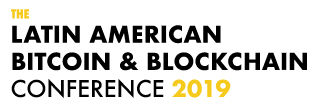 THE
LATIN AMERICAN
BITCOIN & BLOCKCHAIN
CONFERENCE 2019